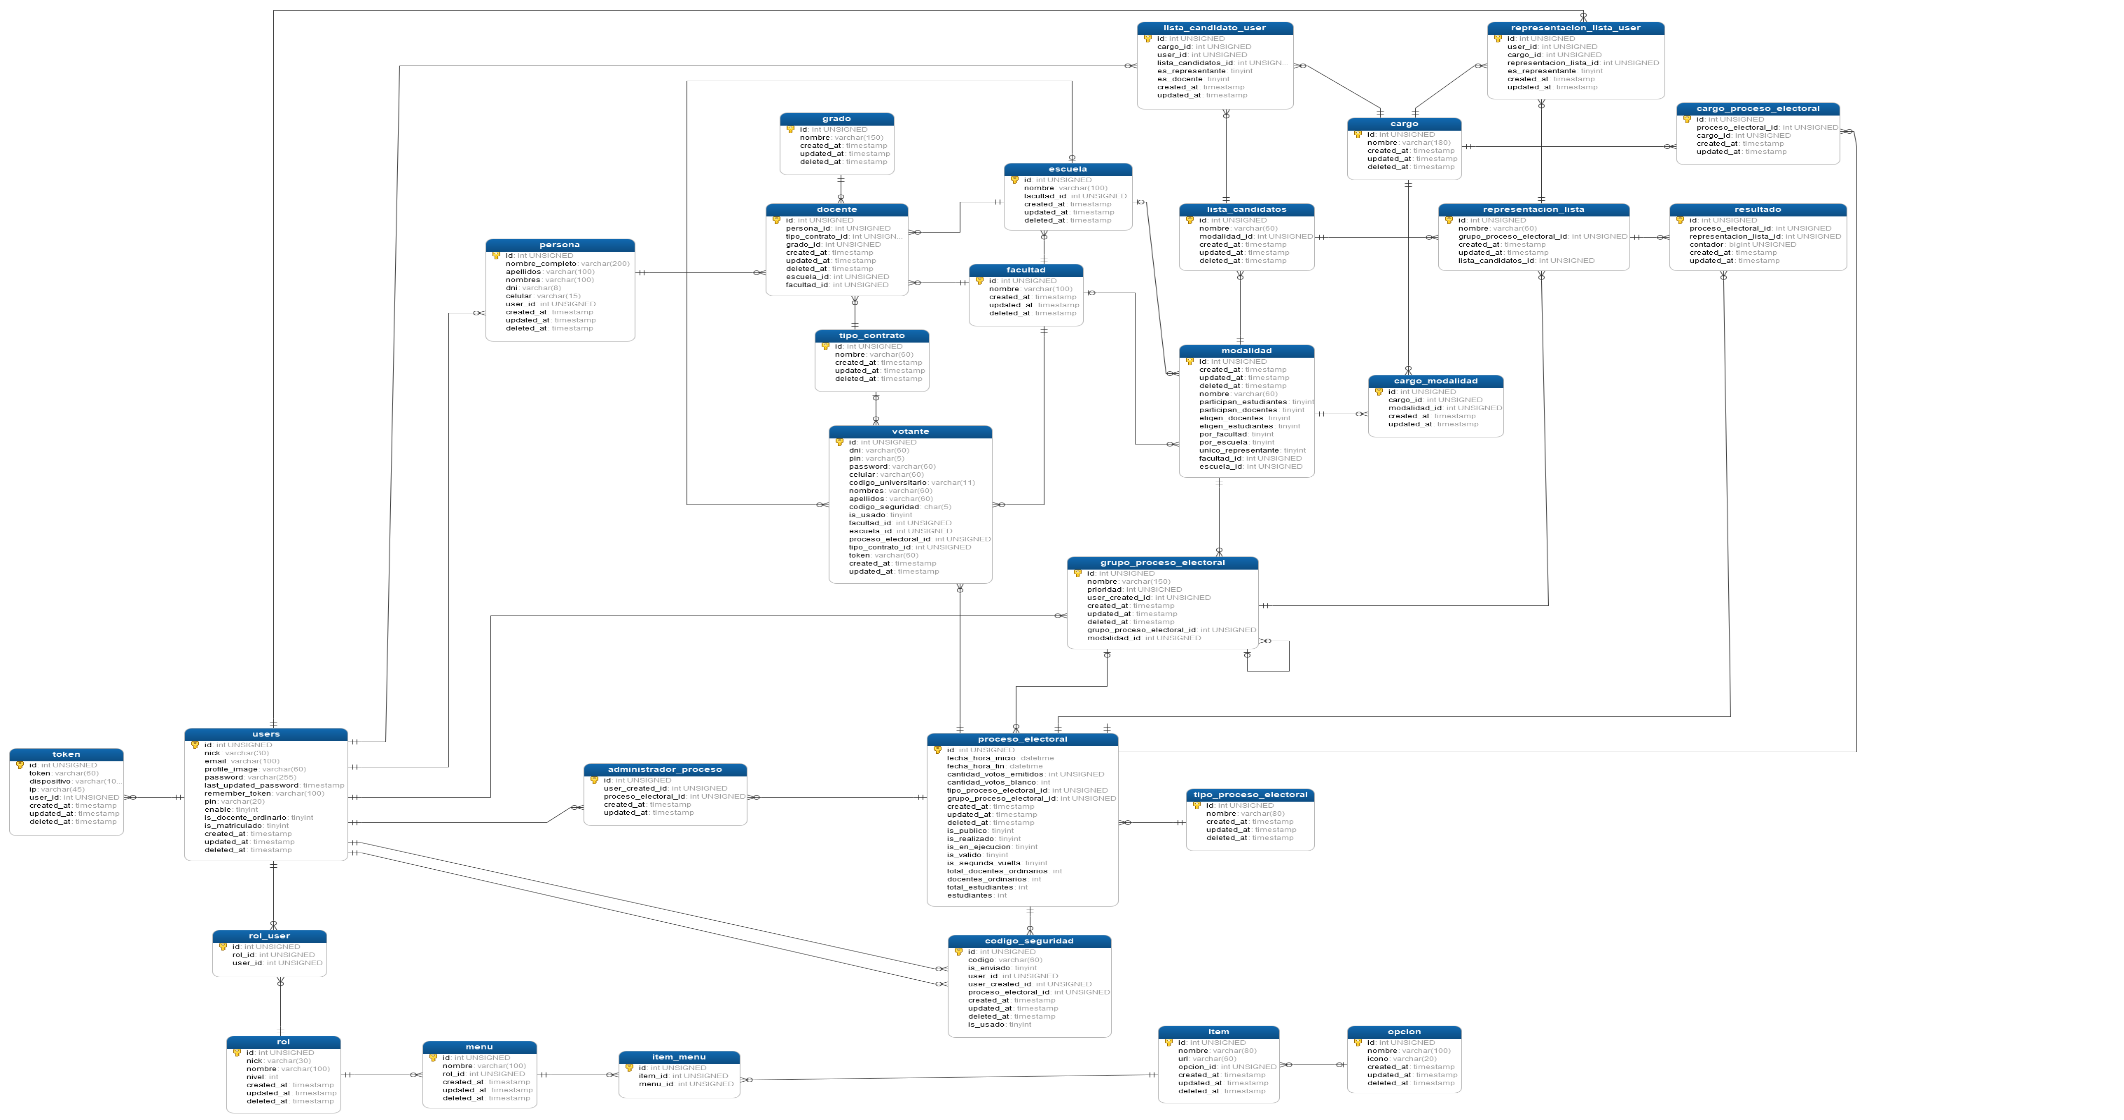 lista_candidato_user
id: int UNSIGNED
cargo_id: int UNSIGNED
user_id: int UNSIGNED
lista_candidatos_id: int UNSIGN...
es_representante: tinyint
es_docente: tinyint
created_at: timestamp
updated_at: timestamp
representacion_lista_user
id: int UNSIGNED
user_id: int UNSIGNED
cargo_id: int UNSIGNED
representacion_lista_id: int UNSIGNED
es_representante: tinyint
created_at: timestamp
updated_at: timestamp
cargo_proceso_electoral
id: int UNSIGNED
proceso_electoral_id: int UNSIGNED
cargo_id: int UNSIGNED
created_at: timestamp
updated_at: timestamp
grado
id: int UNSIGNED
nombre: varchar(150)
created_at: timestamp
updated_at: timestamp
deleted_at: timestamp
cargo
id: int UNSIGNED
nombre: varchar(180)
created_at: timestamp
updated_at: timestamp
deleted_at: timestamp
escuela
id: int UNSIGNED
nombre: varchar(100)
facultad_id: int UNSIGNED
created_at: timestamp
updated_at: timestamp
deleted_at: timestamp
docente
id: int UNSIGNED
persona_id: int UNSIGNED
tipo_contrato_id: int UNSIGN...
grado_id: int UNSIGNED
created_at: timestamp
updated_at: timestamp
deleted_at: timestamp
escuela_id: int UNSIGNED
facultad_id: int UNSIGNED
lista_candidatos
id: int UNSIGNED
nombre: varchar(60)
modalidad_id: int UNSIGNED
created_at: timestamp
updated_at: timestamp
deleted_at: timestamp
representacion_lista
id: int UNSIGNED
nombre: varchar(60)
grupo_proceso_electoral_id: int UNSIGNED
created_at: timestamp
updated_at: timestamp
lista_candidatos_id: int UNSIGNED
resultado
id: int UNSIGNED
proceso_electoral_id: int UNSIGNED
representacion_lista_id: int UNSIGNED
contador: bigint UNSIGNED
created_at: timestamp
updated_at: timestamp
persona
id: int UNSIGNED
nombre_completo: varchar(200)
apellidos: varchar(100)
nombres: varchar(100)
dni: varchar(8)
celular: varchar(15)
user_id: int UNSIGNED
created_at: timestamp
updated_at: timestamp
deleted_at: timestamp
facultad
id: int UNSIGNED
nombre: varchar(100)
created_at: timestamp
updated_at: timestamp
deleted_at: timestamp
tipo_contrato
id: int UNSIGNED
nombre: varchar(60)
created_at: timestamp
updated_at: timestamp
deleted_at: timestamp
modalidad
id: int UNSIGNED
created_at: timestamp
updated_at: timestamp
deleted_at: timestamp
nombre: varchar(60)
participan_estudiantes: tinyint
participan_docentes: tinyint
eligen_docentes: tinyint
eligen_estudiantes: tinyint
por_facultad: tinyint
por_escuela: tinyint
unico_representante: tinyint
facultad_id: int UNSIGNED
escuela_id: int UNSIGNED
cargo_modalidad
id: int UNSIGNED
cargo_id: int UNSIGNED
modalidad_id: int UNSIGNED
created_at: timestamp
updated_at: timestamp
votante
id: int UNSIGNED
dni: varchar(60)
pin: varchar(5)
password: varchar(60)
celular: varchar(60)
codigo_universitario: varchar(11)
nombres: varchar(60)
apellidos: varchar(60)
codigo_seguridad: char(5)
is_usado: tinyint
facultad_id: int UNSIGNED
escuela_id: int UNSIGNED
proceso_electoral_id: int UNSIGNED
tipo_contrato_id: int UNSIGNED
token: varchar(60)
created_at: timestamp
updated_at: timestamp
grupo_proceso_electoral
id: int UNSIGNED
nombre: varchar(150)
prioridad: int UNSIGNED
user_created_id: int UNSIGNED
created_at: timestamp
updated_at: timestamp
deleted_at: timestamp
grupo_proceso_electoral_id: int UNSIGNED
modalidad_id: int UNSIGNED
users
id: int UNSIGNED
nick: varchar(30)
email: varchar(100)
profile_image: varchar(60)
password: varchar(255)
last_updated_password: timestamp
remember_token: varchar(100)
pin: varchar(20)
enable: tinyint
is_docente_ordinario: tinyint
is_matriculado: tinyint
created_at: timestamp
updated_at: timestamp
deleted_at: timestamp
token
id: int UNSIGNED
token: varchar(60)
dispositivo: varchar(10...
ip: varchar(45)
user_id: int UNSIGNED
created_at: timestamp
updated_at: timestamp
deleted_at: timestamp
administrador_proceso
id: int UNSIGNED
user_created_id: int UNSIGNED
proceso_electoral_id: int UNSIGNED
created_at: timestamp
updated_at: timestamp
proceso_electoral
id: int UNSIGNED
fecha_hora_inicio: datetime
fecha_hora_fin: datetime
cantidad_votos_emitidos: int UNSIGNED
cantidad_votos_blanco: int
tipo_proceso_electoral_id: int UNSIGNED
grupo_proceso_electoral_id: int UNSIGNED
created_at: timestamp
updated_at: timestamp
deleted_at: timestamp
is_publico: tinyint
is_realizado: tinyint
is_en_ejecucion: tinyint
is_valido: tinyint
is_segunda_vuelta: tinyint
total_docentes_ordinarios: int
docentes_ordinarios: int
total_estudiantes: int
estudiantes: int
tipo_proceso_electoral
id: int UNSIGNED
nombre: varchar(80)
created_at: timestamp
updated_at: timestamp
deleted_at: timestamp
rol_user
id: int UNSIGNED
rol_id: int UNSIGNED
user_id: int UNSIGNED
codigo_seguridad
id: int UNSIGNED
codigo: varchar(60)
is_enviado: tinyint
user_id: int UNSIGNED
user_created_id: int UNSIGNED
proceso_electoral_id: int UNSIGNED
created_at: timestamp
updated_at: timestamp
deleted_at: timestamp
is_usado: tinyint
rol
id: int UNSIGNED
nick: varchar(30)
nombre: varchar(100)
nivel: int
created_at: timestamp
updated_at: timestamp
deleted_at: timestamp
menu
id: int UNSIGNED
nombre: varchar(100)
rol_id: int UNSIGNED
created_at: timestamp
updated_at: timestamp
deleted_at: timestamp
item_menu
id: int UNSIGNED
item_id: int UNSIGNED
menu_id: int UNSIGNED
item
id: int UNSIGNED
nombre: varchar(80)
url: varchar(60)
opcion_id: int UNSIGNED
created_at: timestamp
updated_at: timestamp
deleted_at: timestamp
opcion
id: int UNSIGNED
nombre: varchar(100)
icono: varchar(20)
created_at: timestamp
updated_at: timestamp
deleted_at: timestamp